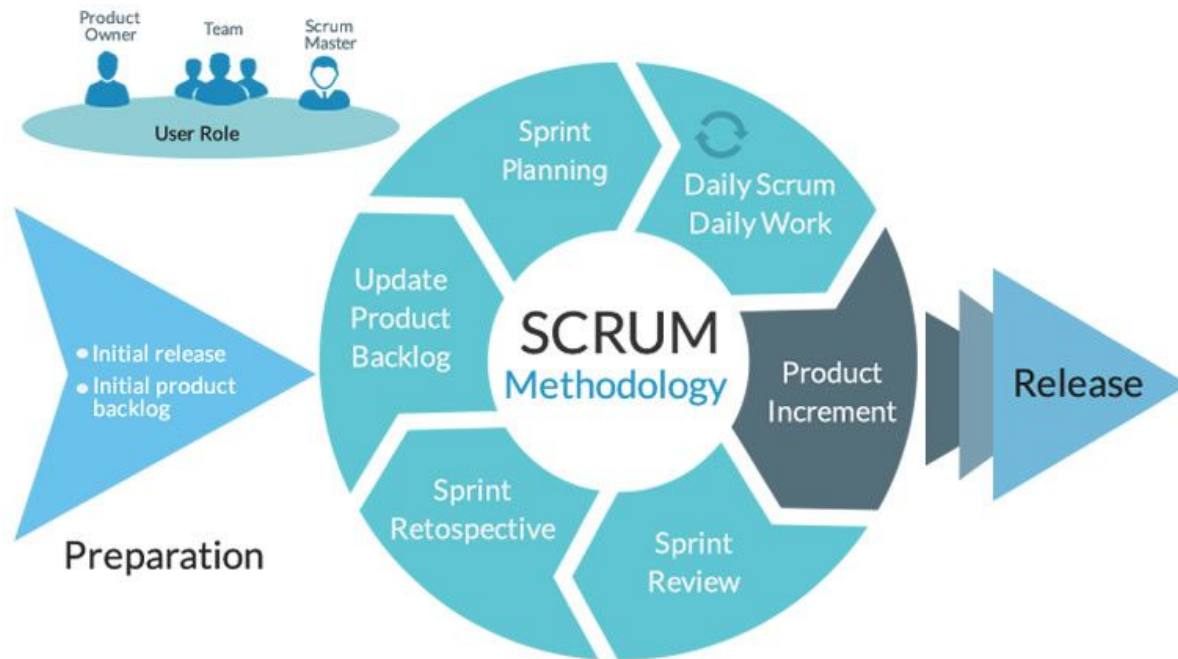 Product
Owner
Team
Scrum
Master
User Role
Sprint
Planning
Daily Scrum
Daily Work
Update
Product
Backlog
SCRUM
Methodology
Initial release
Initial product
backlog
Product
Increment
Release
Sprint
Retospective
Sprint
Review
Preparation